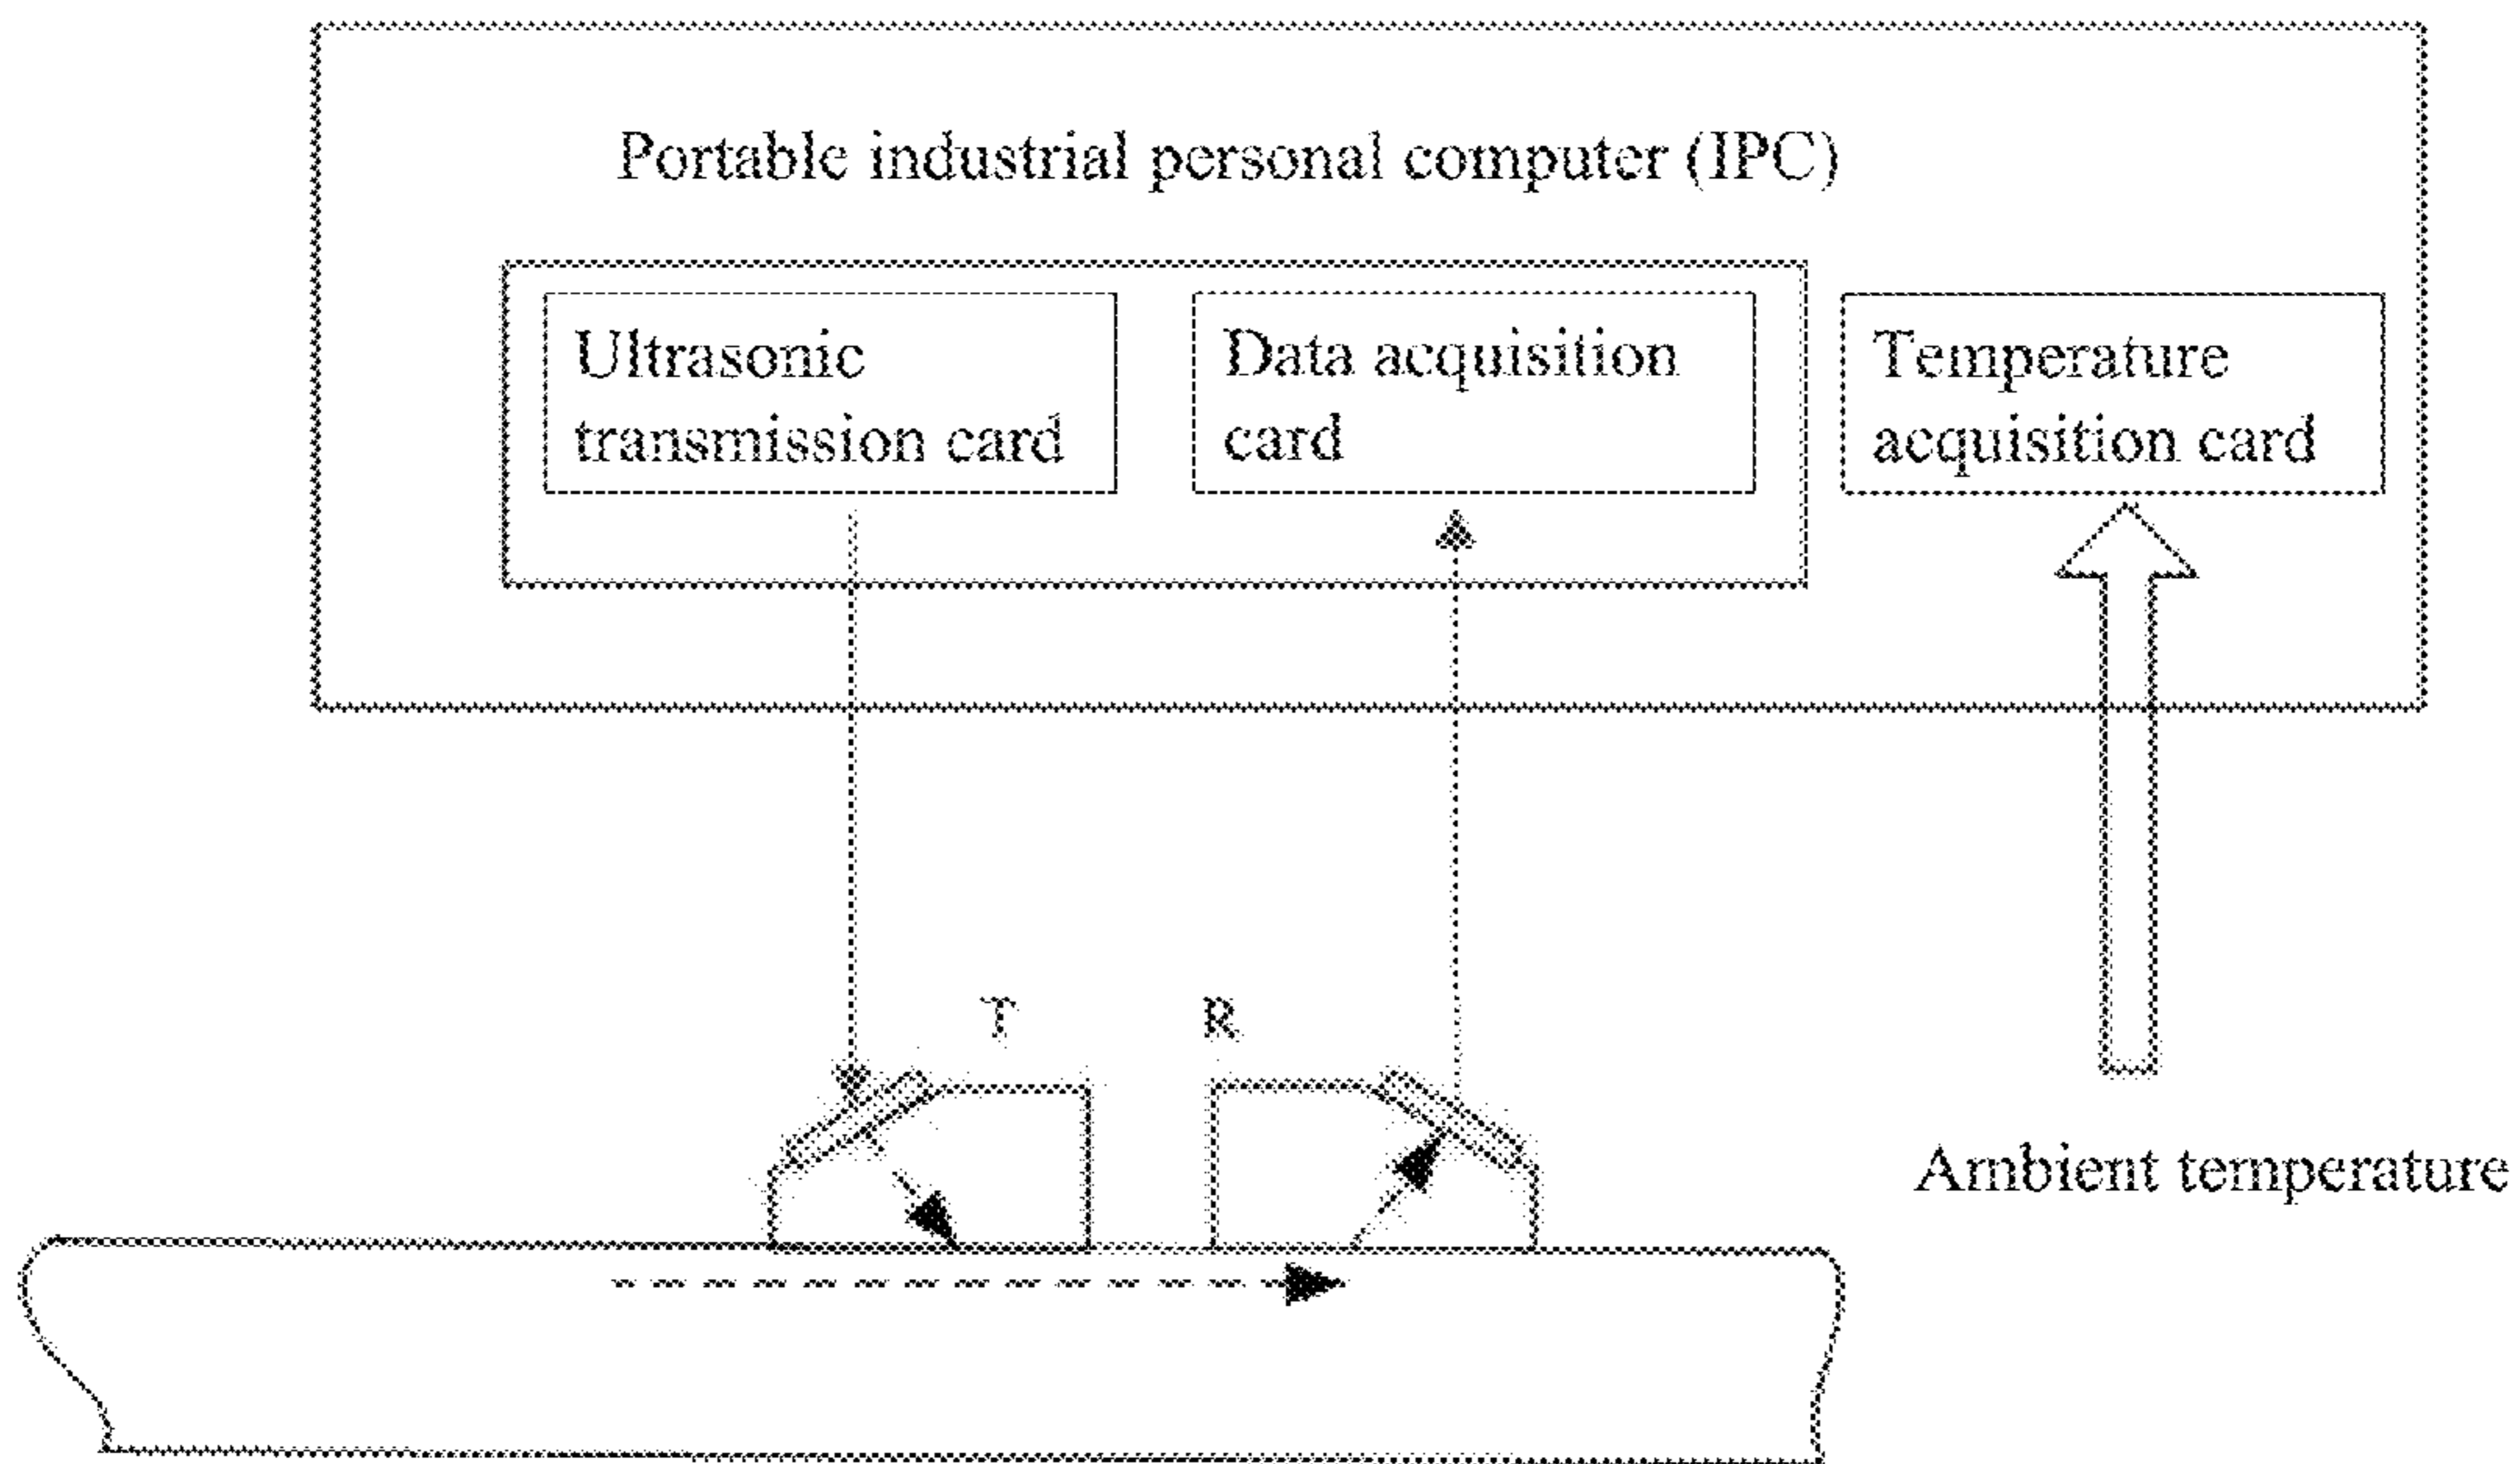 Portable industrial personal computer (IPC)
Ultrasonic
transmission card
Data acquisition
card
Temperature
acquisition card
T
R
Ambient temperature